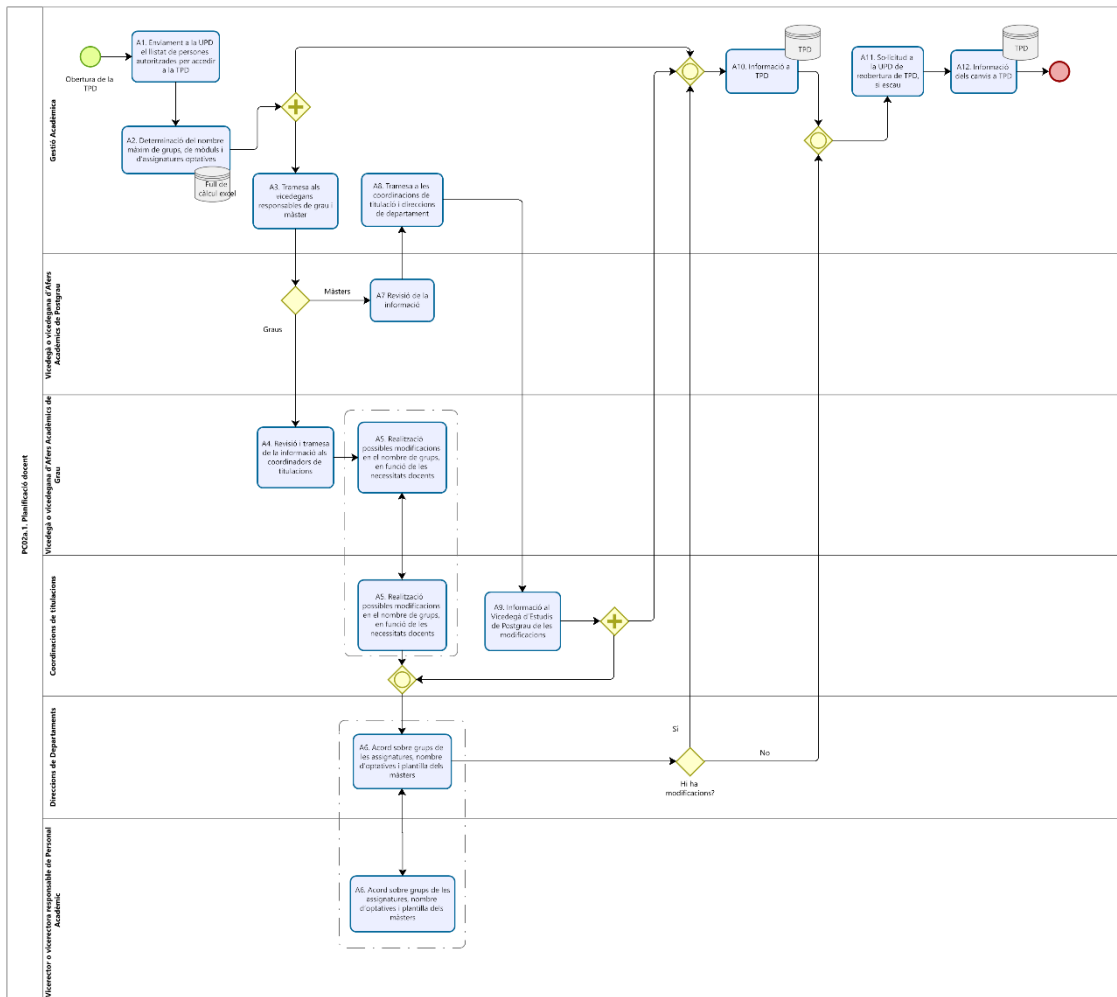 PC02a.1. Planificació docent
Gestió Acadèmica
Obertura de la
TPD
A1. Enviament a la UPD
el llistat de persones
autoritzades per accedir
a la TPD
A2. Determinació del nombre
màxim de grups, de mòduls i
d'assignatures optatives
Full de
càlcul excel
A3. Tramesa als
vicedegans
responsables de grau i
màster
A8. Tramesa a les
coordinacions de
titulació i direccions
de departament
A10. Informació a
TPD
TPD
A11. Sol·licitud a
la UPD de
reobertura de TPD,
si escau
A12. Informació
dels canvis a TPD
TPD
Vicedegà o vicedegana d'Afers
Acadèmics de Postgrau
Màsters
Graus
A7 Revisió de la
informació
Vicedegà o vicedegana d'Afers Acadèmics de
Grau
A4. Revisió i tramesa
de la informació als
coordinadors de
titulacions
A5. Realització
possibles modificacions
en el nombre de grups,
en funció de les
necessitats docents
Coordinacions de titulacions
A5. Realització
possibles modificacions
en el nombre de grups,
en funció de les
necessitats docents
A9. Informació al
Vicedegà d'Estudis
de Postgrau de les
modificacions
Direccions de Departaments
A6. Acord sobre grups de
les assignatures, nombre
d'optatives i plantilla dels
màsters
Si
No
Hi ha
modificacions?
Vicerector o vicerectora responsable de Personal
Acadèmic
A6. Acord sobre grups de les
assignatures, nombre
d'optatives i plantilla dels
màsters